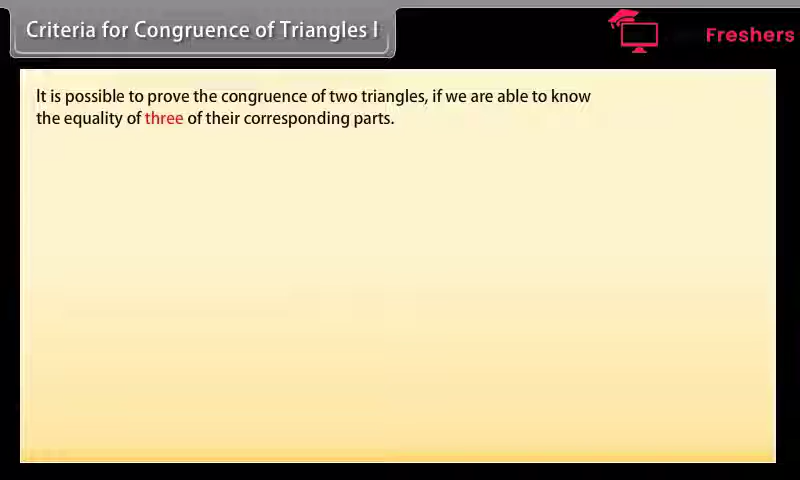 Criteria for Congruence of Triangles I
Freshers
It is possible to prove the congruence of two triangles, if we are able to know
the equality of three of their corresponding parts.